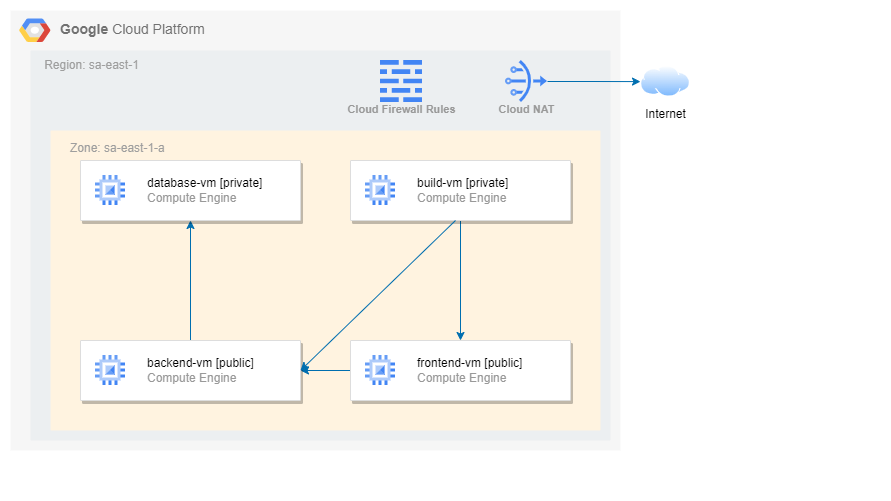 Google Cloud Platform
Region: sa-east-1
Cloud Firewall Rules
Cloud NAT
Internet
Zone: sa-east-1-a
database-vm [private]
Compute Engine
build-vm [private]
Compute Engine
backend-vm [public]
Compute Engine
frontend-vm [public]
Compute Engine